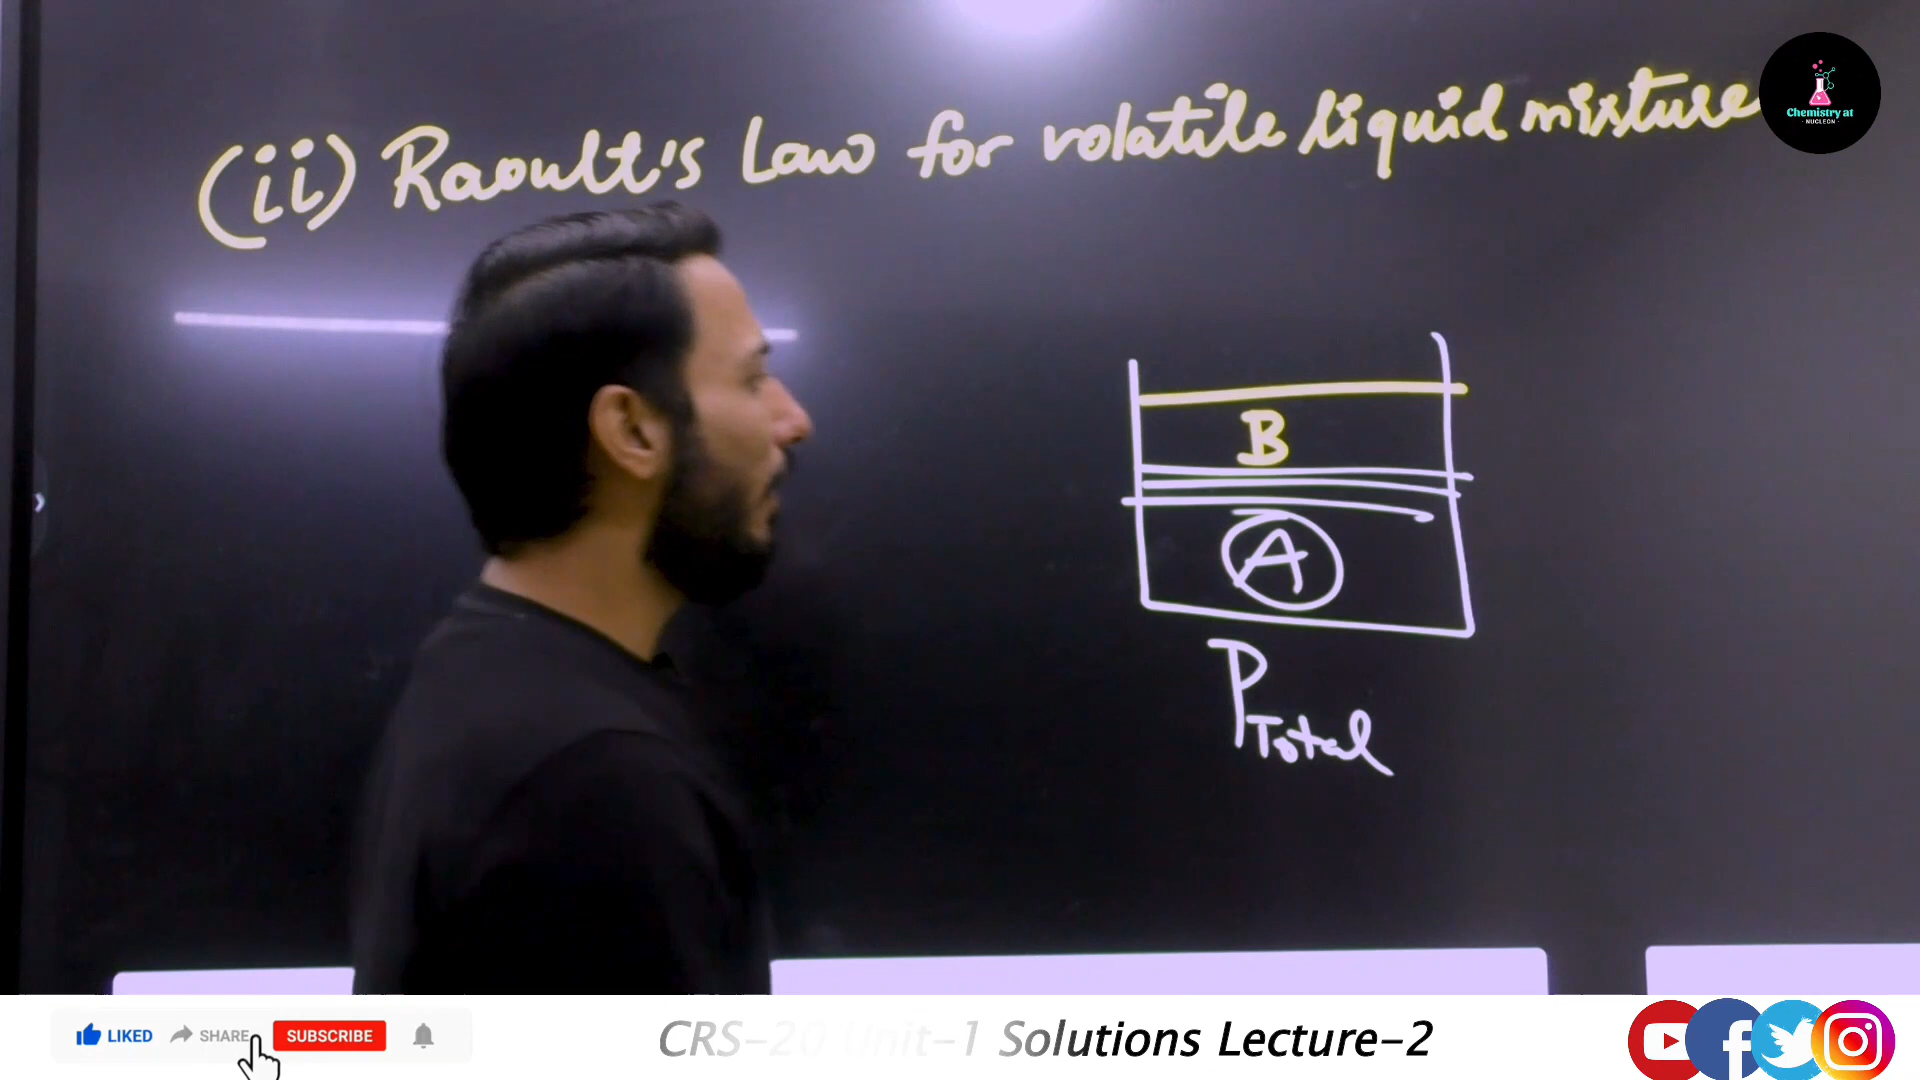 (ii) Raoult's Law for volatile liquid mixture
Chemistry at
NUCLEON
B
A
PTotal
LIKED SHARE SUBSCRIBE
CRS-20 Unit-1 Solutions Lecture-2